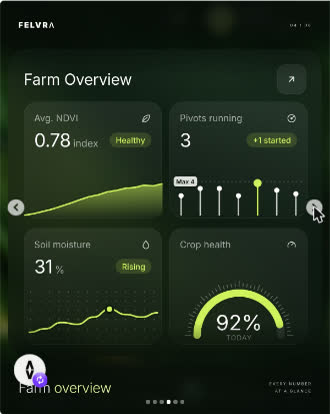 FELVRA
Farm Overview
Avg. NDVI
0.78 index
Healthy
Pivots running
3
+1 started
Max 4
Soil moisture
31 %
Rising
Crop health
92%
TODAY
Farm overview
EVERY NUMBER
AT A GLANCE